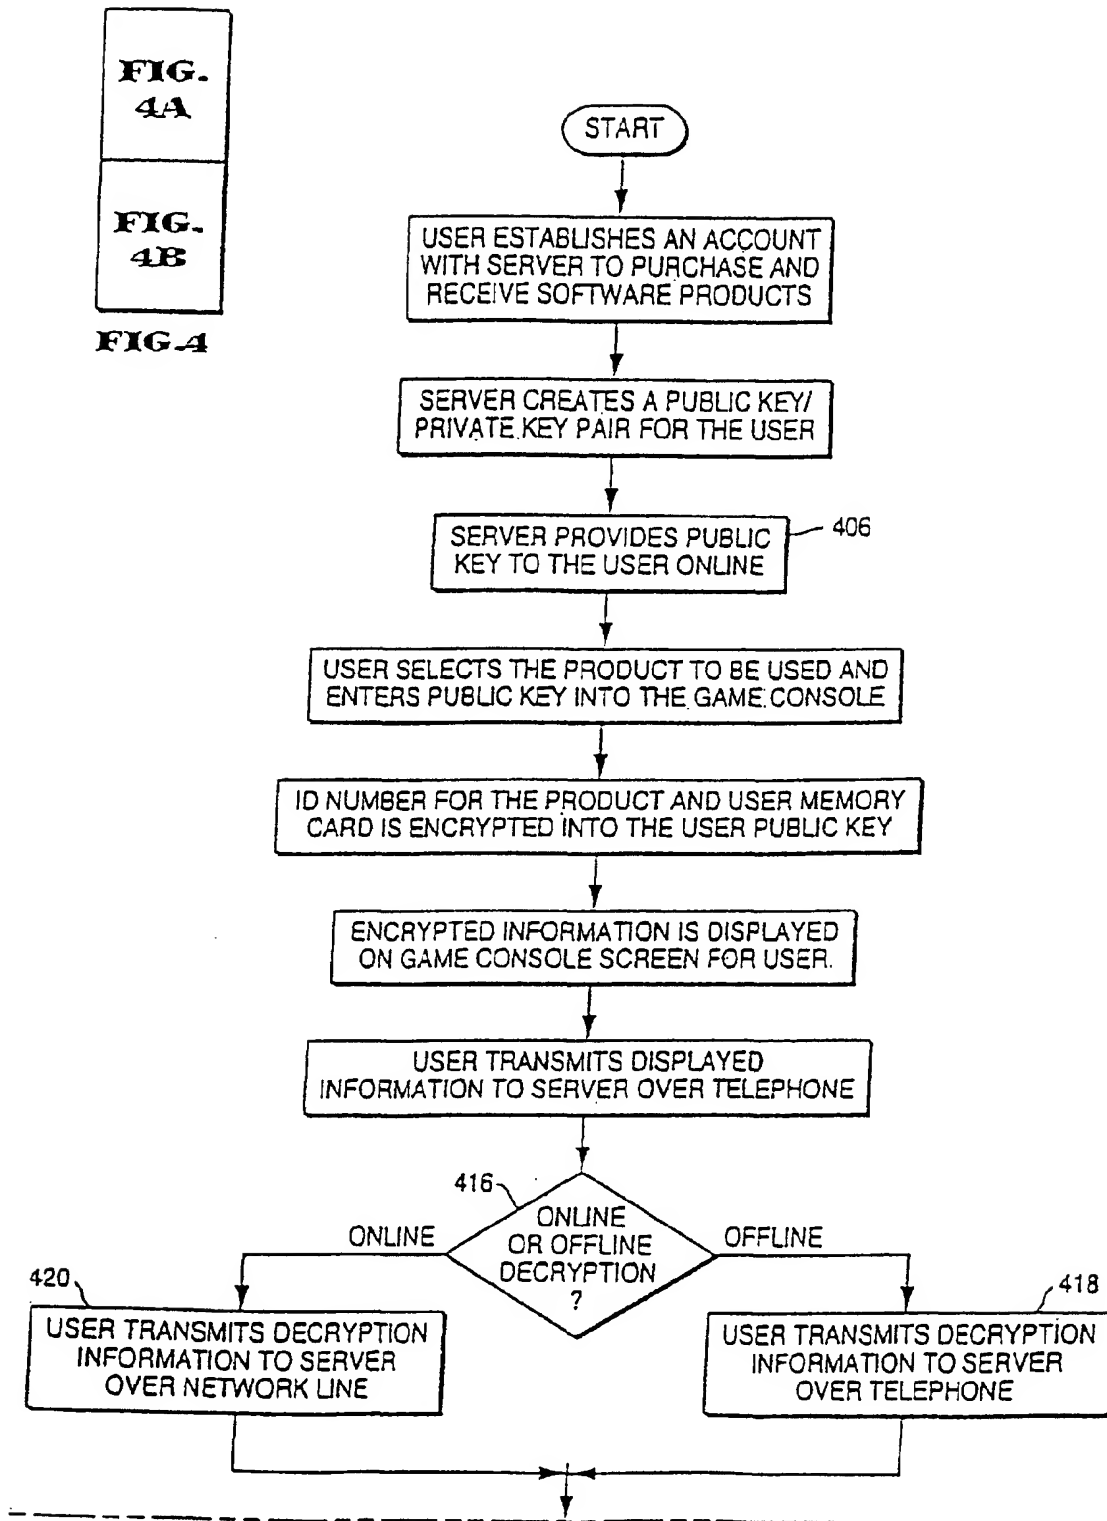 FIG.
4A
FIG.
4B
FIG.4
START
USER ESTABLISHES AN ACCOUNT
WITH SERVER TO PURCHASE AND
RECEIVE SOFTWARE PRODUCTS
SERVER CREATES A PUBLIC KEY/
PRIVATE KEY PAIR FOR THE USER
SERVER PROVIDES PUBLIC
KEY TO THE USER ONLINE
406
USER SELECTS THE PRODUCT TO BE USED AND
ENTERS PUBLIC KEY INTO THE GAME CONSOLE
ID NUMBER FOR THE PRODUCT AND USER MEMORY
CARD IS ENCRYPTED INTO THE USER PUBLIC KEY
ENCRYPTED INFORMATION IS DISPLAYED
ON GAME CONSOLE SCREEN FOR USER.
USER TRANSMITS DISPLAYED
INFORMATION TO SERVER OVER TELEPHONE
416
ONLINE
OR OFFLINE
DECRYPTION
?
ONLINE
OFFLINE
420
USER TRANSMITS DECRYPTION
INFORMATION TO SERVER
OVER NETWORK LINE
418
USER TRANSMITS DECRYPTION
INFORMATION TO SERVER
OVER TELEPHONE